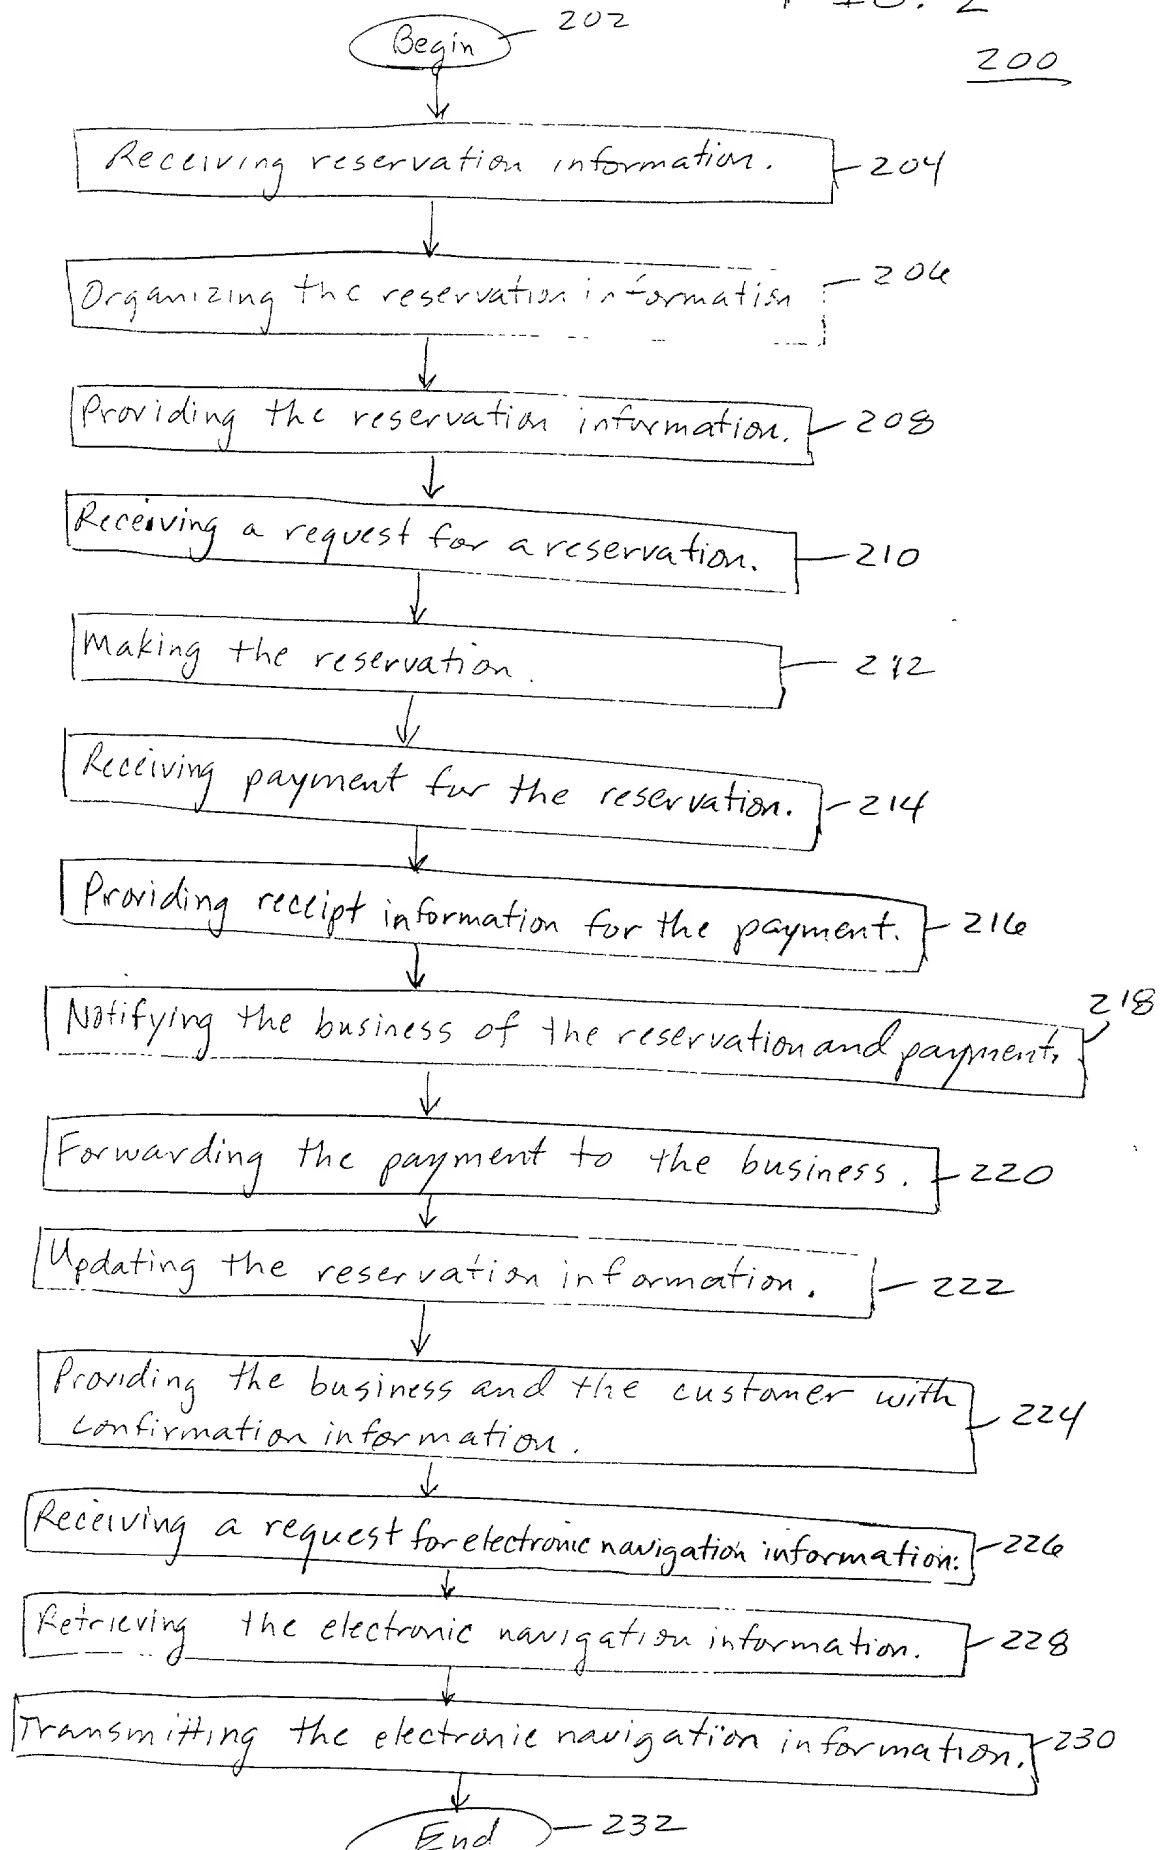 FIG. 2
200
Begin 202
Receiving reservation information. 204
Organizing the reservation information 206
Providing the reservation information. 208
Receiving a request for a reservation. 210
Making the reservation. 212
Receiving payment for the reservation. 214
Providing receipt information for the payment. 216
Notifying the business of the reservation and payment. 218
Forwarding the payment to the business. 220
Updating the reservation information. 222
Providing the business and the customer with
confirmation information. 224
Receiving a request for electronic navigation information. 226
Retrieving the electronic navigation information. 228
Transmitting the electronic navigation information. 230
End 232